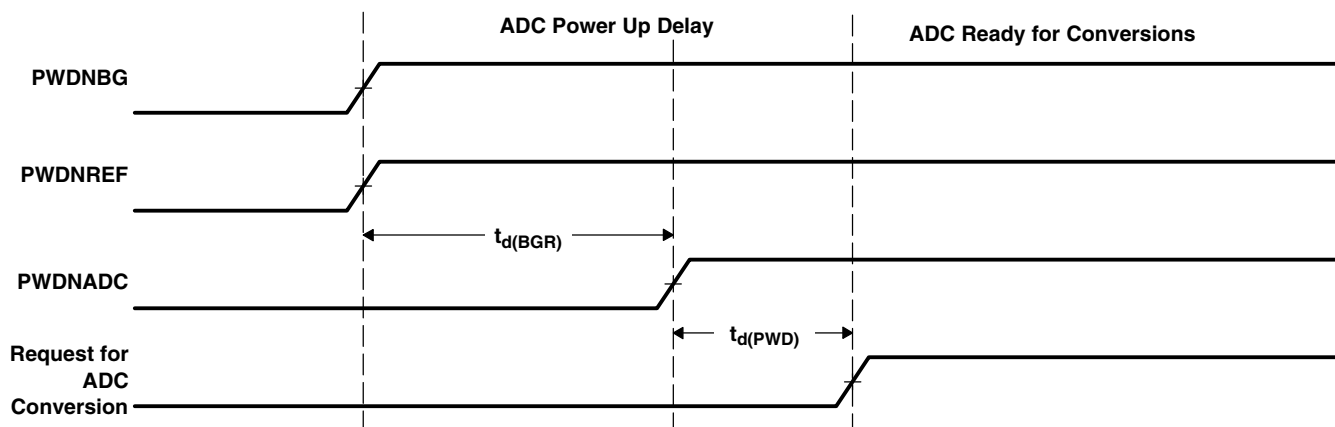 ADC Power Up Delay
ADC Ready for Conversions
PWDNBG
PWDNREF
td(BGR)
PWDNADC
td(PWD)
Request for
ADC
Conversion